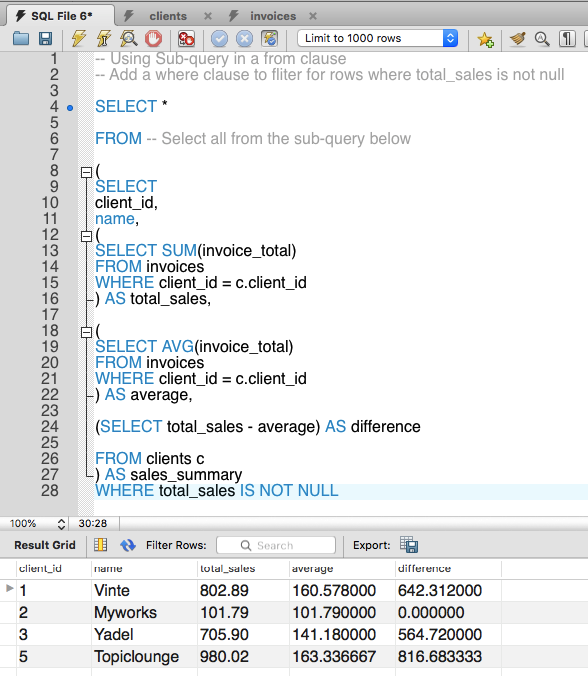 SQL File 6*
clients
invoices
Limit to 1000 rows
1 -- Using Sub-query in a from clause
2 -- Add a where clause to fliter for rows where total_sales is not null
3
4 SELECT *
5
6 FROM -- Select all from the sub-query below
7
8 (
9 SELECT
10 client_id,
11 name,
12 (
13 SELECT SUM(invoice_total)
14 FROM invoices
15 WHERE client_id = c.client_id
16 ) AS total_sales,
17
18 (
19 SELECT AVG(invoice_total)
20 FROM invoices
21 WHERE client_id = c.client_id
22 ) AS average,
23
24 (SELECT total_sales - average) AS difference
25
26 FROM clients c
27 ) AS sales_summary
28 WHERE total_sales IS NOT NULL
100% 30:28
Result Grid Filter Rows: Search Export:
client_id name total_sales average difference
1 Vinte 802.89 160.578000 642.312000
2 Myworks 101.79 101.790000 0.000000
3 Yadel 705.90 141.180000 564.720000
5 Topiclounge 980.02 163.336667 816.683333